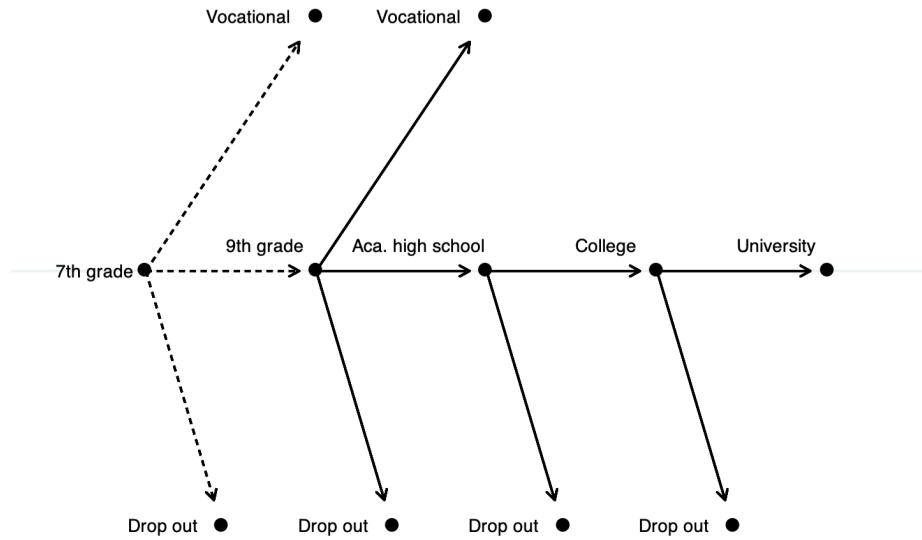 Vocational
Vocational
9th grade
Aca. high school
College
University
7th grade
Drop out
Drop out
Drop out
Drop out